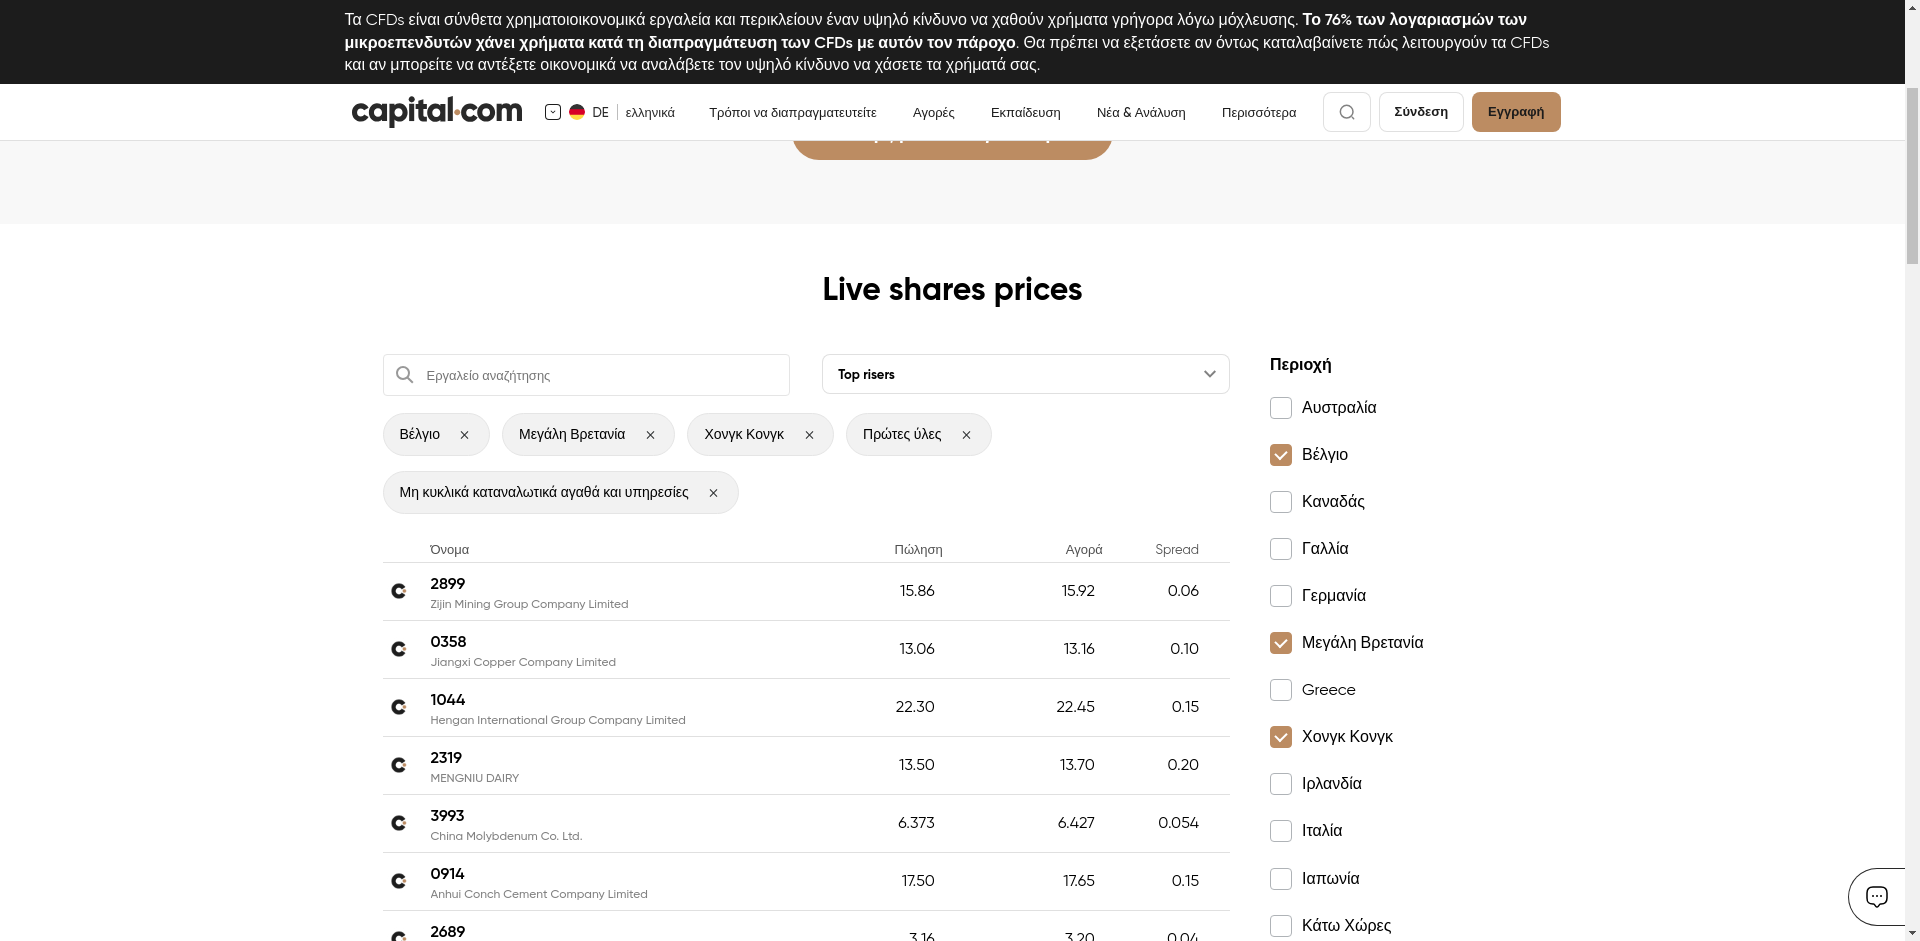 Τα CFDs είναι σύνθετα χρηματοιοικονομικά εργαλεία και περικλείουν έναν υψηλό κίνδυνο να χαθούν χρήματα γρήγορα λόγω μόχλευσης. Το 76% των λογαριασμών των
μικροεπενδυτών χάνει χρήματα κατά τη διαπραγμάτευση των CFDs με αυτόν τον πάροχο. Θα πρέπει να εξετάσετε αν όντως καταλαβαίνετε πώς λειτουργούν τα CFDs
και αν μπορείτε να αντέξετε οικονομικά να αναλάβετε τον υψηλό κίνδυνο να χάσετε τα χρήματά σας.
capital.com DE ελληνικά Τρόποι να διαπραγματευτείτε Αγορές Εκπαίδευση Νέα & Ανάλυση Περισσότερα Σύνδεση Εγγραφή
Live shares prices
Εργαλείο αναζήτησης
Top risers
Βέλγιο
Μεγάλη Βρετανία
Χονγκ Κονγκ
Πρώτες ύλες
Μη κυκλικά καταναλωτικά αγαθά και υπηρεσίες
Όνομα Πώληση Αγορά Spread
2899 15.86 15.92 0.06
Zijin Mining Group Company Limited
0358 13.06 13.16 0.10
Jiangxi Copper Company Limited
1044 22.30 22.45 0.15
Hengan International Group Company Limited
2319 13.50 13.70 0.20
MENGNIU DAIRY
3993 6.373 6.427 0.054
China Molybdenum Co. Ltd.
0914 17.50 17.65 0.15
Anhui Conch Cement Company Limited
2689 3.16 3.20 0.04
Περιοχή
Αυστραλία
Βέλγιο
Καναδάς
Γαλλία
Γερμανία
Μεγάλη Βρετανία
Greece
Χονγκ Κονγκ
Ιρλανδία
Ιταλία
Ιαπωνία
Κάτω Χώρες